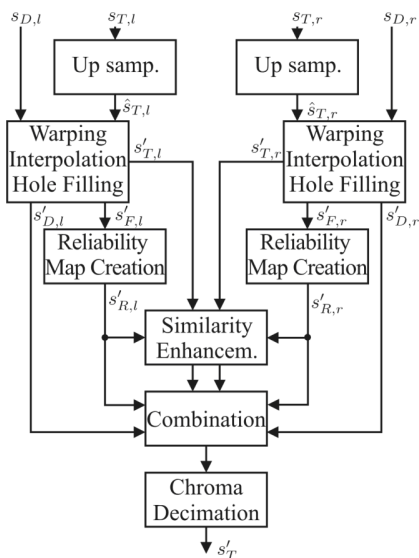 s_{D,l} s_{T,l} s_{T,r} s_{D,r}
Up samp. Up samp.
ŝ_{T,l} ŝ_{T,r}
Warping
Interpolation
Hole Filling
s′_{T,l} s′_{T,r}
Warping
Interpolation
Hole Filling
s′_{D,l} s′_{F,l} s′_{F,r} s′_{D,r}
Reliability
Map Creation
Reliability
Map Creation
s′_{R,l} s′_{R,r}
Similarity
Enhancem.
Combination
Chroma
Decimation
s′_T